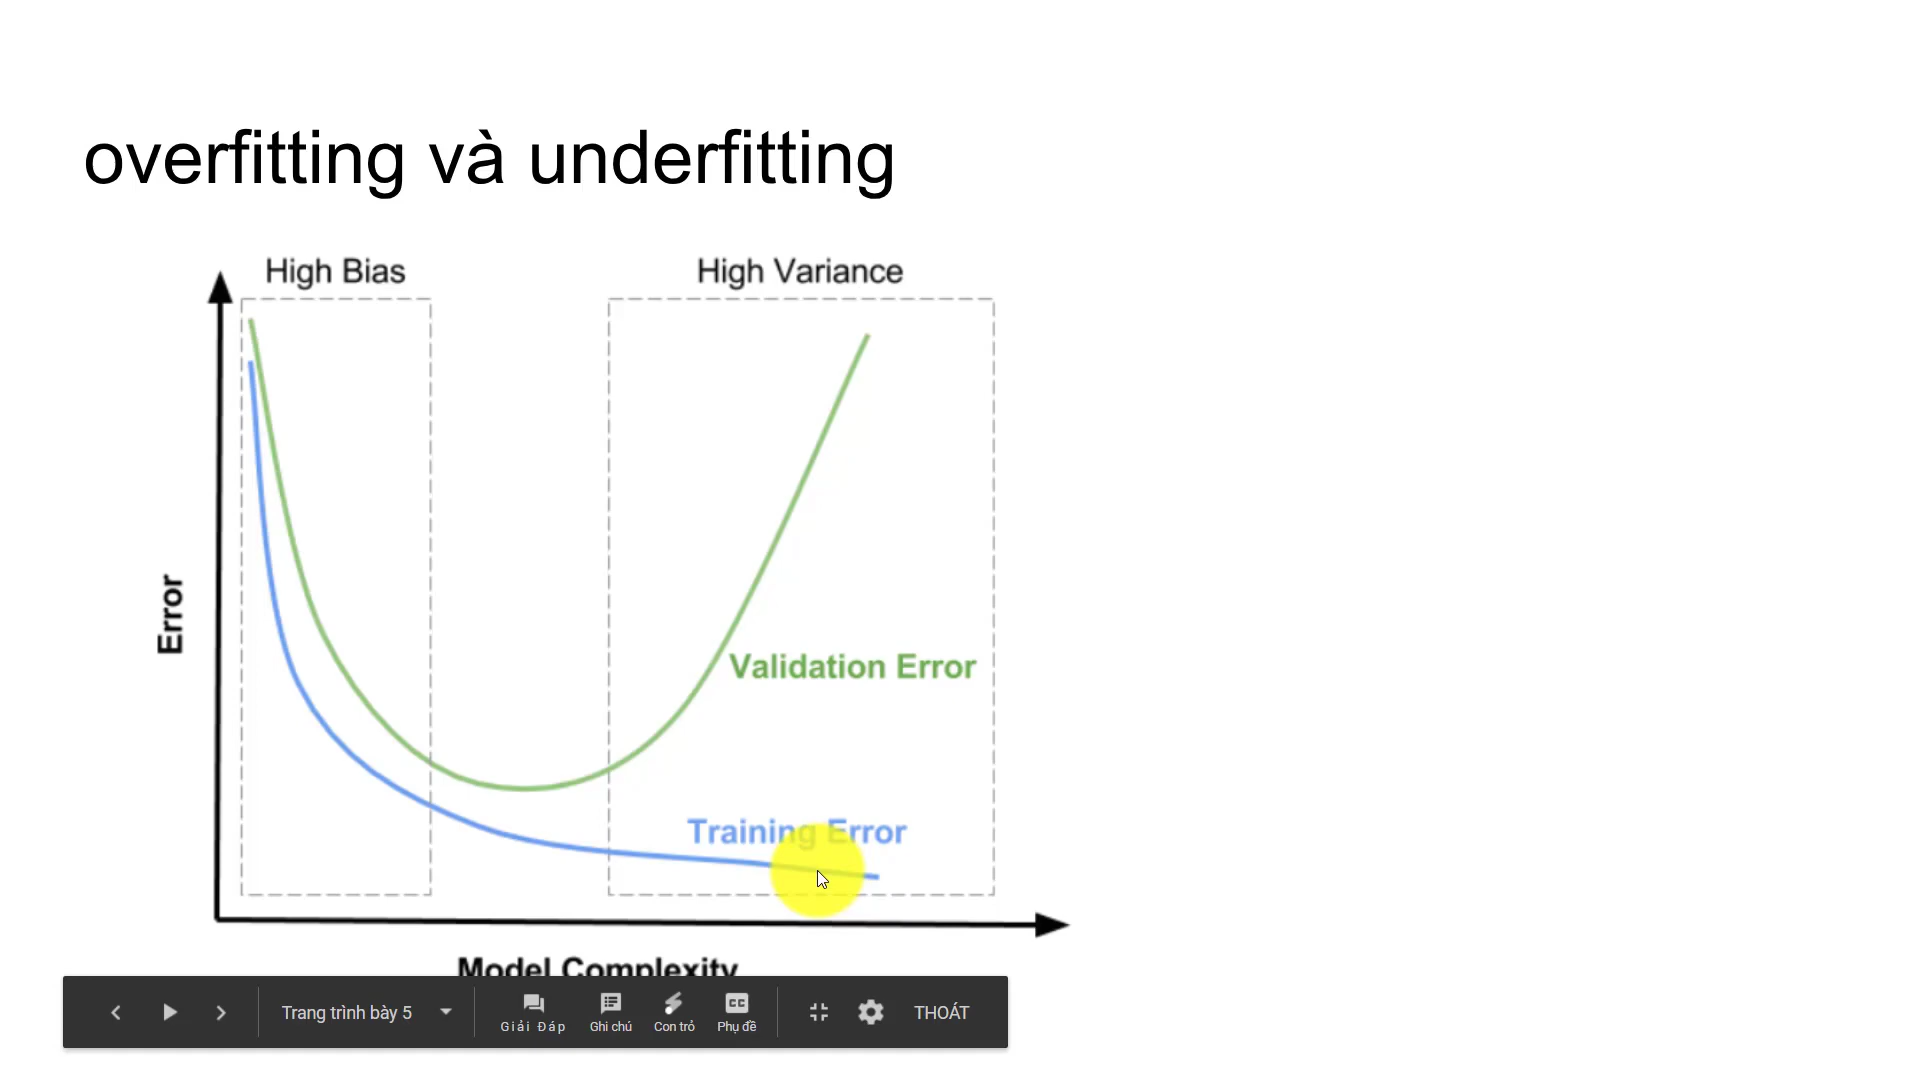 overfitting và underfitting
High Bias
High Variance
Error
Validation Error
Training Error
Model Complexity
Trang trình bày 5
Giải Đáp
Ghi chú
Con trỏ
CC
Phụ đề
THOÁT